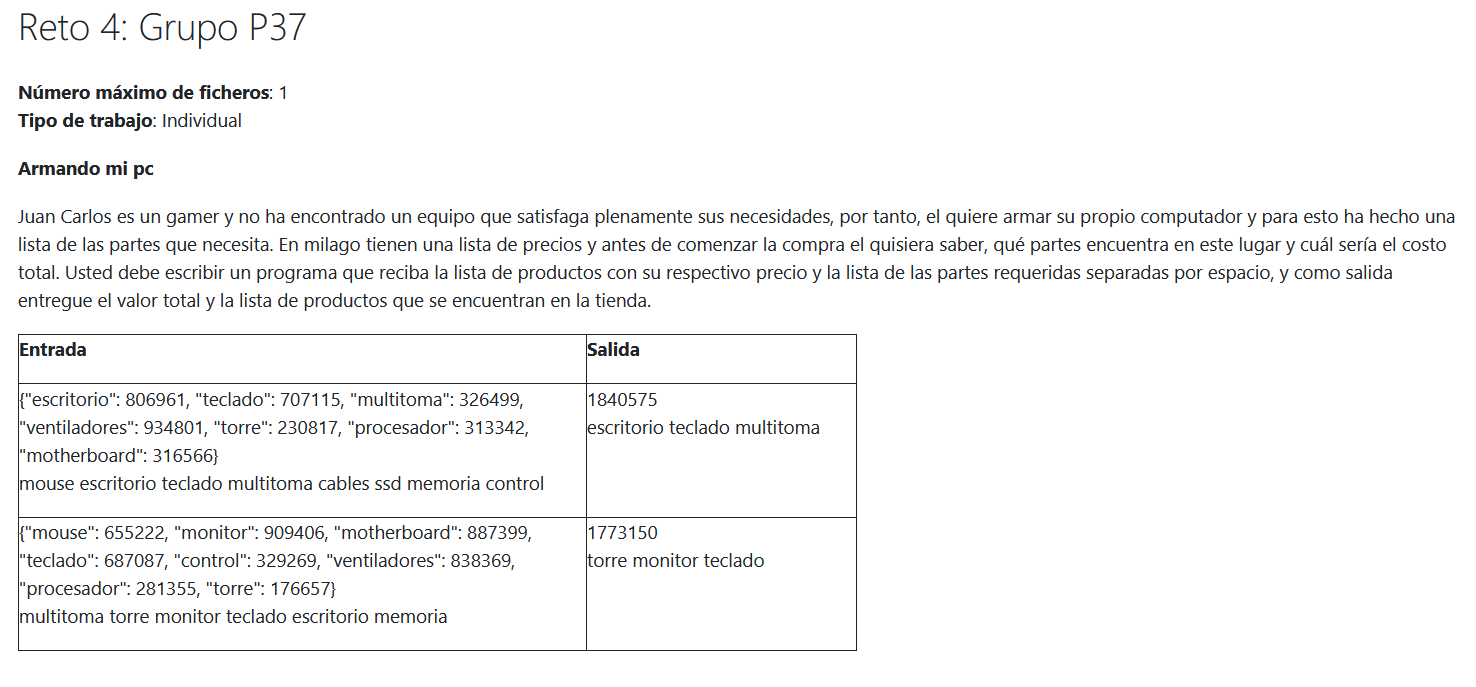 Reto 4: Grupo P37
Número máximo de ficheros: 1
Tipo de trabajo: Individual
Armando mi pc
Juan Carlos es un gamer y no ha encontrado un equipo que satisfaga plenamente sus necesidades, por tanto, el quiere armar su propio computador y para esto ha hecho una
lista de las partes que necesita. En milago tienen una lista de precios y antes de comenzar la compra el quisiera saber, qué partes encuentra en este lugar y cuál sería el costo
total. Usted debe escribir un programa que reciba la lista de productos con su respectivo precio y la lista de las partes requeridas separadas por espacio, y como salida
entregue el valor total y la lista de productos que se encuentran en la tienda.
Entrada
Salida
{"escritorio": 806961, "teclado": 707115, "multitoma": 326499,
"ventiladores": 934801, "torre": 230817, "procesador": 313342,
"motherboard": 316566}
mouse escritorio teclado multitoma cables ssd memoria control
1840575
escritorio teclado multitoma
{"mouse": 655222, "monitor": 909406, "motherboard": 887399,
"teclado": 687087, "control": 329269, "ventiladores": 838369,
"procesador": 281355, "torre": 176657}
multitoma torre monitor teclado escritorio memoria
1773150
torre monitor teclado